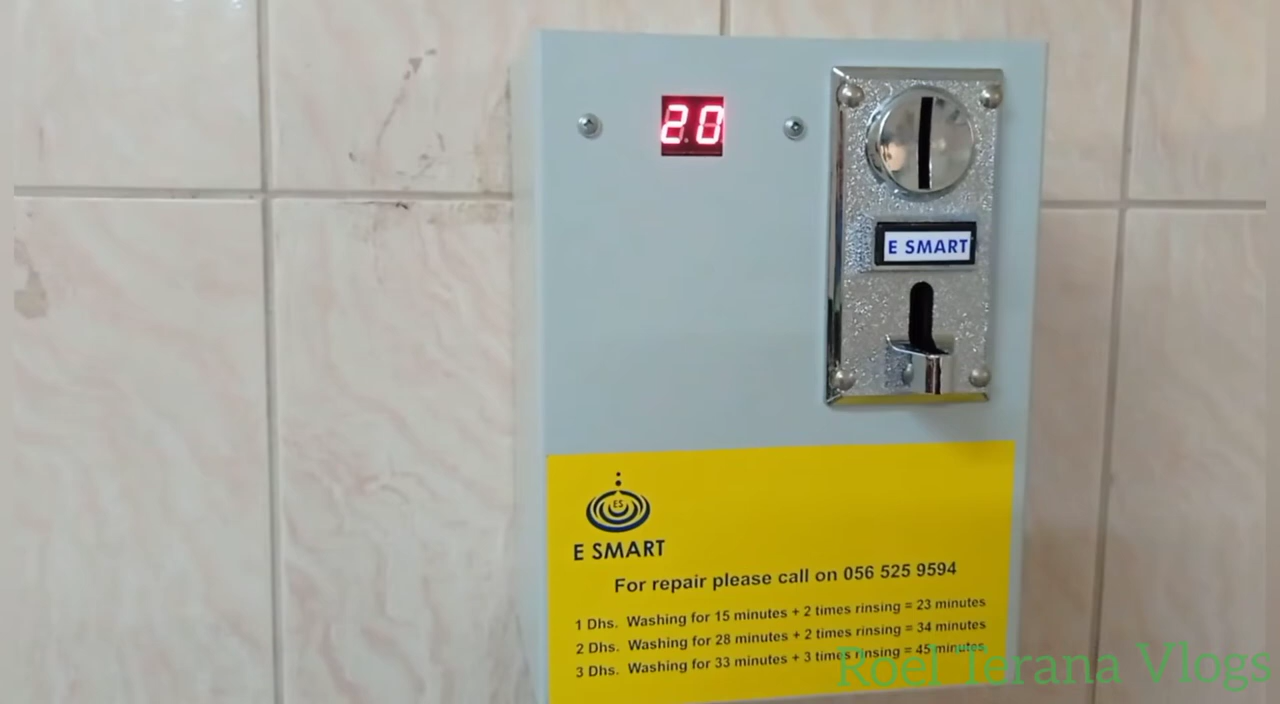 20
E SMART
ES
E SMART
For repair please call on 056 525 9594
1 Dhs. Washing for 15 minutes + 2 times rinsing = 23 minutes
2 Dhs. Washing for 28 minutes + 2 times rinsing = 34 minutes
3 Dhs. Washing for 33 minutes + 3 times rinsing = 45 minutes
Roel Terana Vlogs